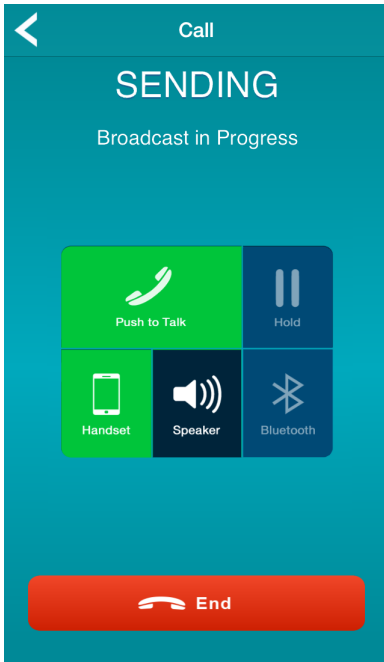 Call
SENDING
Broadcast in Progress
Push to Talk
Hold
Handset
Speaker
Bluetooth
End